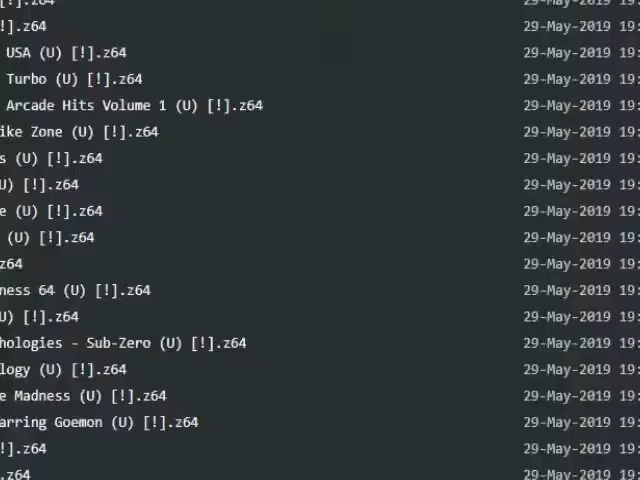 [!].z64
!].z64 29-May-2019 19:
USA (U) [!].z64 29-May-2019 19:
Turbo (U) [!].z64 29-May-2019 19:
Arcade Hits Volume 1 (U) [!].z64 29-May-2019 19:
ike Zone (U) [!].z64 29-May-2019 19:
s (U) [!].z64 29-May-2019 19:
U) [!].z64 29-May-2019 19:
e (U) [!].z64 29-May-2019 19:
(U) [!].z64 29-May-2019 19:
z64 29-May-2019 19:
ness 64 (U) [!].z64 29-May-2019 19:
U) [!].z64 29-May-2019 19:
hologies - Sub-Zero (U) [!].z64 29-May-2019 19:
logy (U) [!].z64 29-May-2019 19:
e Madness (U) [!].z64 29-May-2019 19:
arring Goemon (U) [!].z64 29-May-2019 19:
!].z64 29-May-2019 19:
.z64 29-May-2019 19: